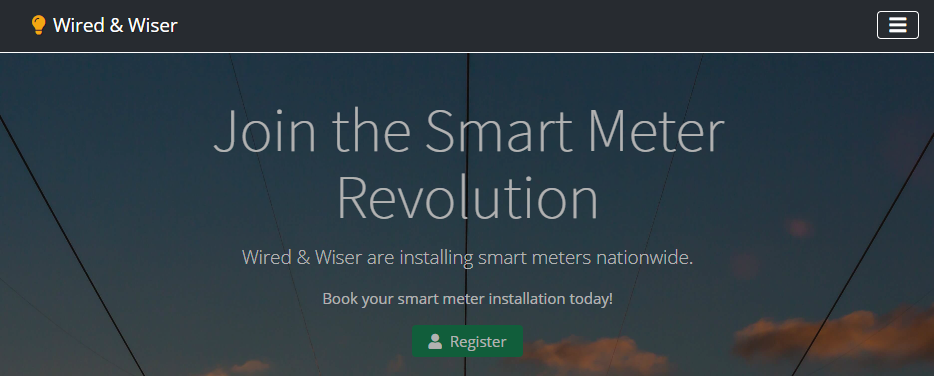 Wired & Wiser
Join the Smart Meter
Revolution
Wired & Wiser are installing smart meters nationwide.
Book your smart meter installation today!
Register